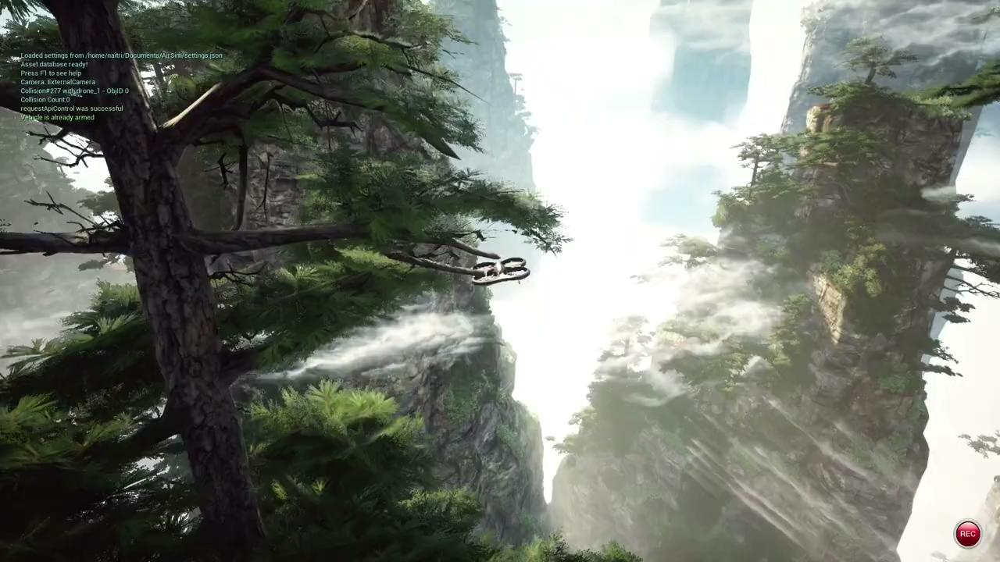 Loaded settings from /home/naitri/Documents/AirSim/settings.json
Asset database ready!
Press F1 to see help
Camera: ExternalCamera
Collision#277 with drone_1 - ObjID 0
Collision Count:0
requestApiControl was successful
Vehicle is already armed
REC